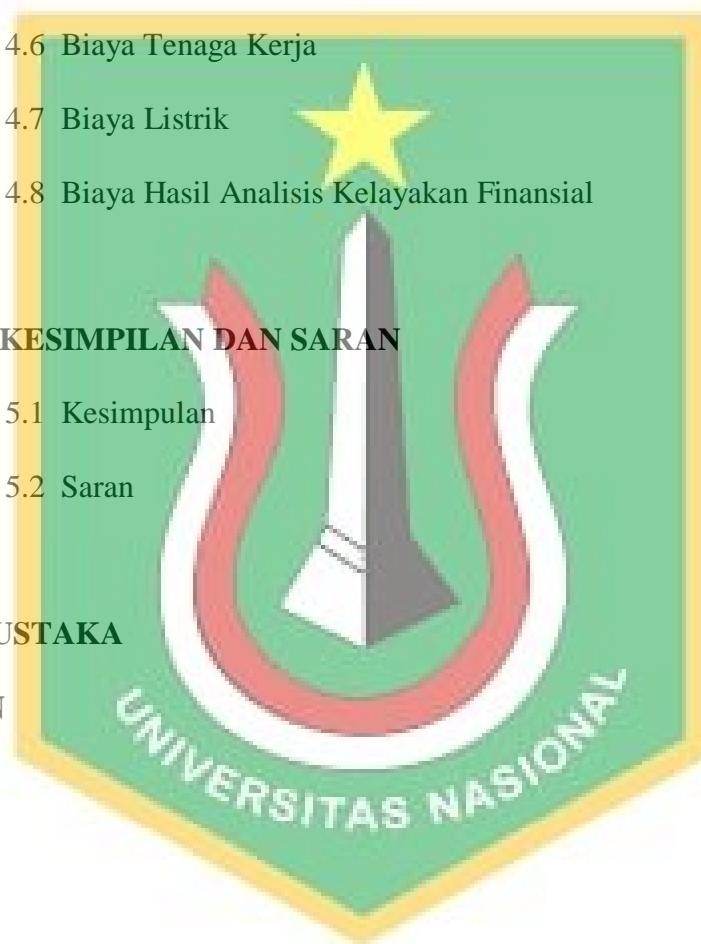 4.6 Biaya Tenaga Kerja
4.7 Biaya Listrik
4.8 Biaya Hasil Analisis Kelayakan Finansial
KESIMPILAN DAN SARAN
5.1 Kesimpulan
5.2 Saran
USTAKA
N
UNIVERSITAS NASIONAL